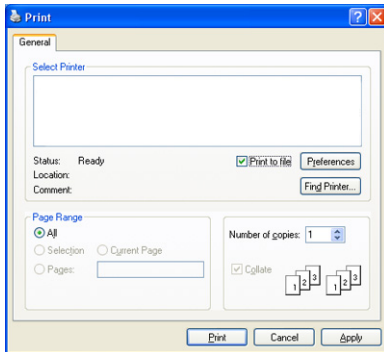 Print
General
Select Printer
Status: Ready
Location:
Comment:
Print to file
Preferences
Find Printer...
Page Range
All
Selection
Current Page
Pages:
Number of copies: 1
Collate
1 2 3 1 2 3
Print
Cancel
Apply